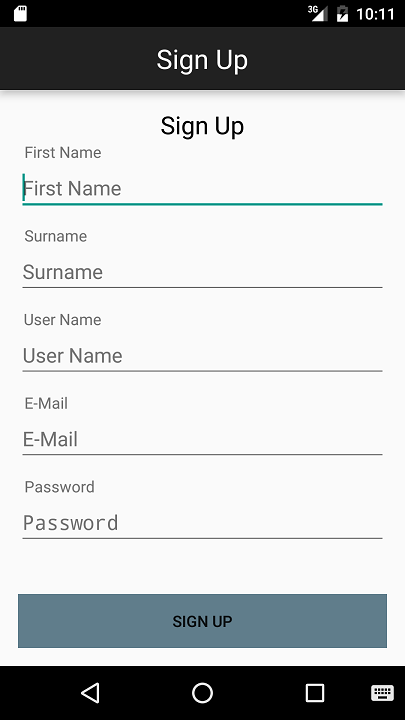 3G 10:11
Sign Up
Sign Up
First Name
First Name
Surname
Surname
User Name
User Name
E-Mail
E-Mail
Password
Password
SIGN UP